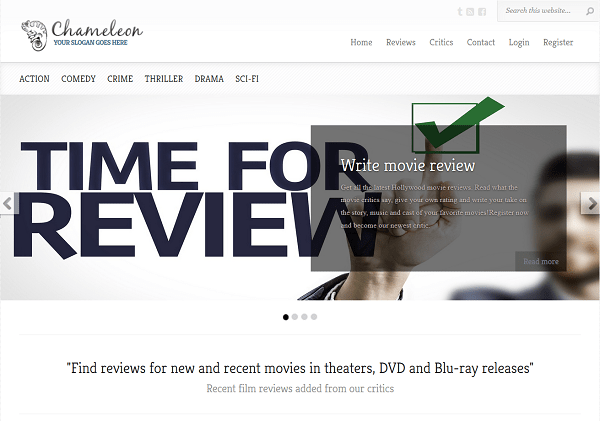 Search this website...
Chameleon
YOUR SLOGAN GOES HERE
Home Reviews Critics Contact Login Register
ACTION COMEDY CRIME THRILLER DRAMA SCI-FI
TIME FOR
REVIEW
Write movie review
Get all the latest Hollywood movie reviews. Read what the
movie critics say, give your own rating and write your take on
the story, music and cast of your favorite movies!Register now
and become our newest critic.
Read more
"Find reviews for new and recent movies in theaters, DVD and Blu-ray releases"
Recent film reviews added from our critics